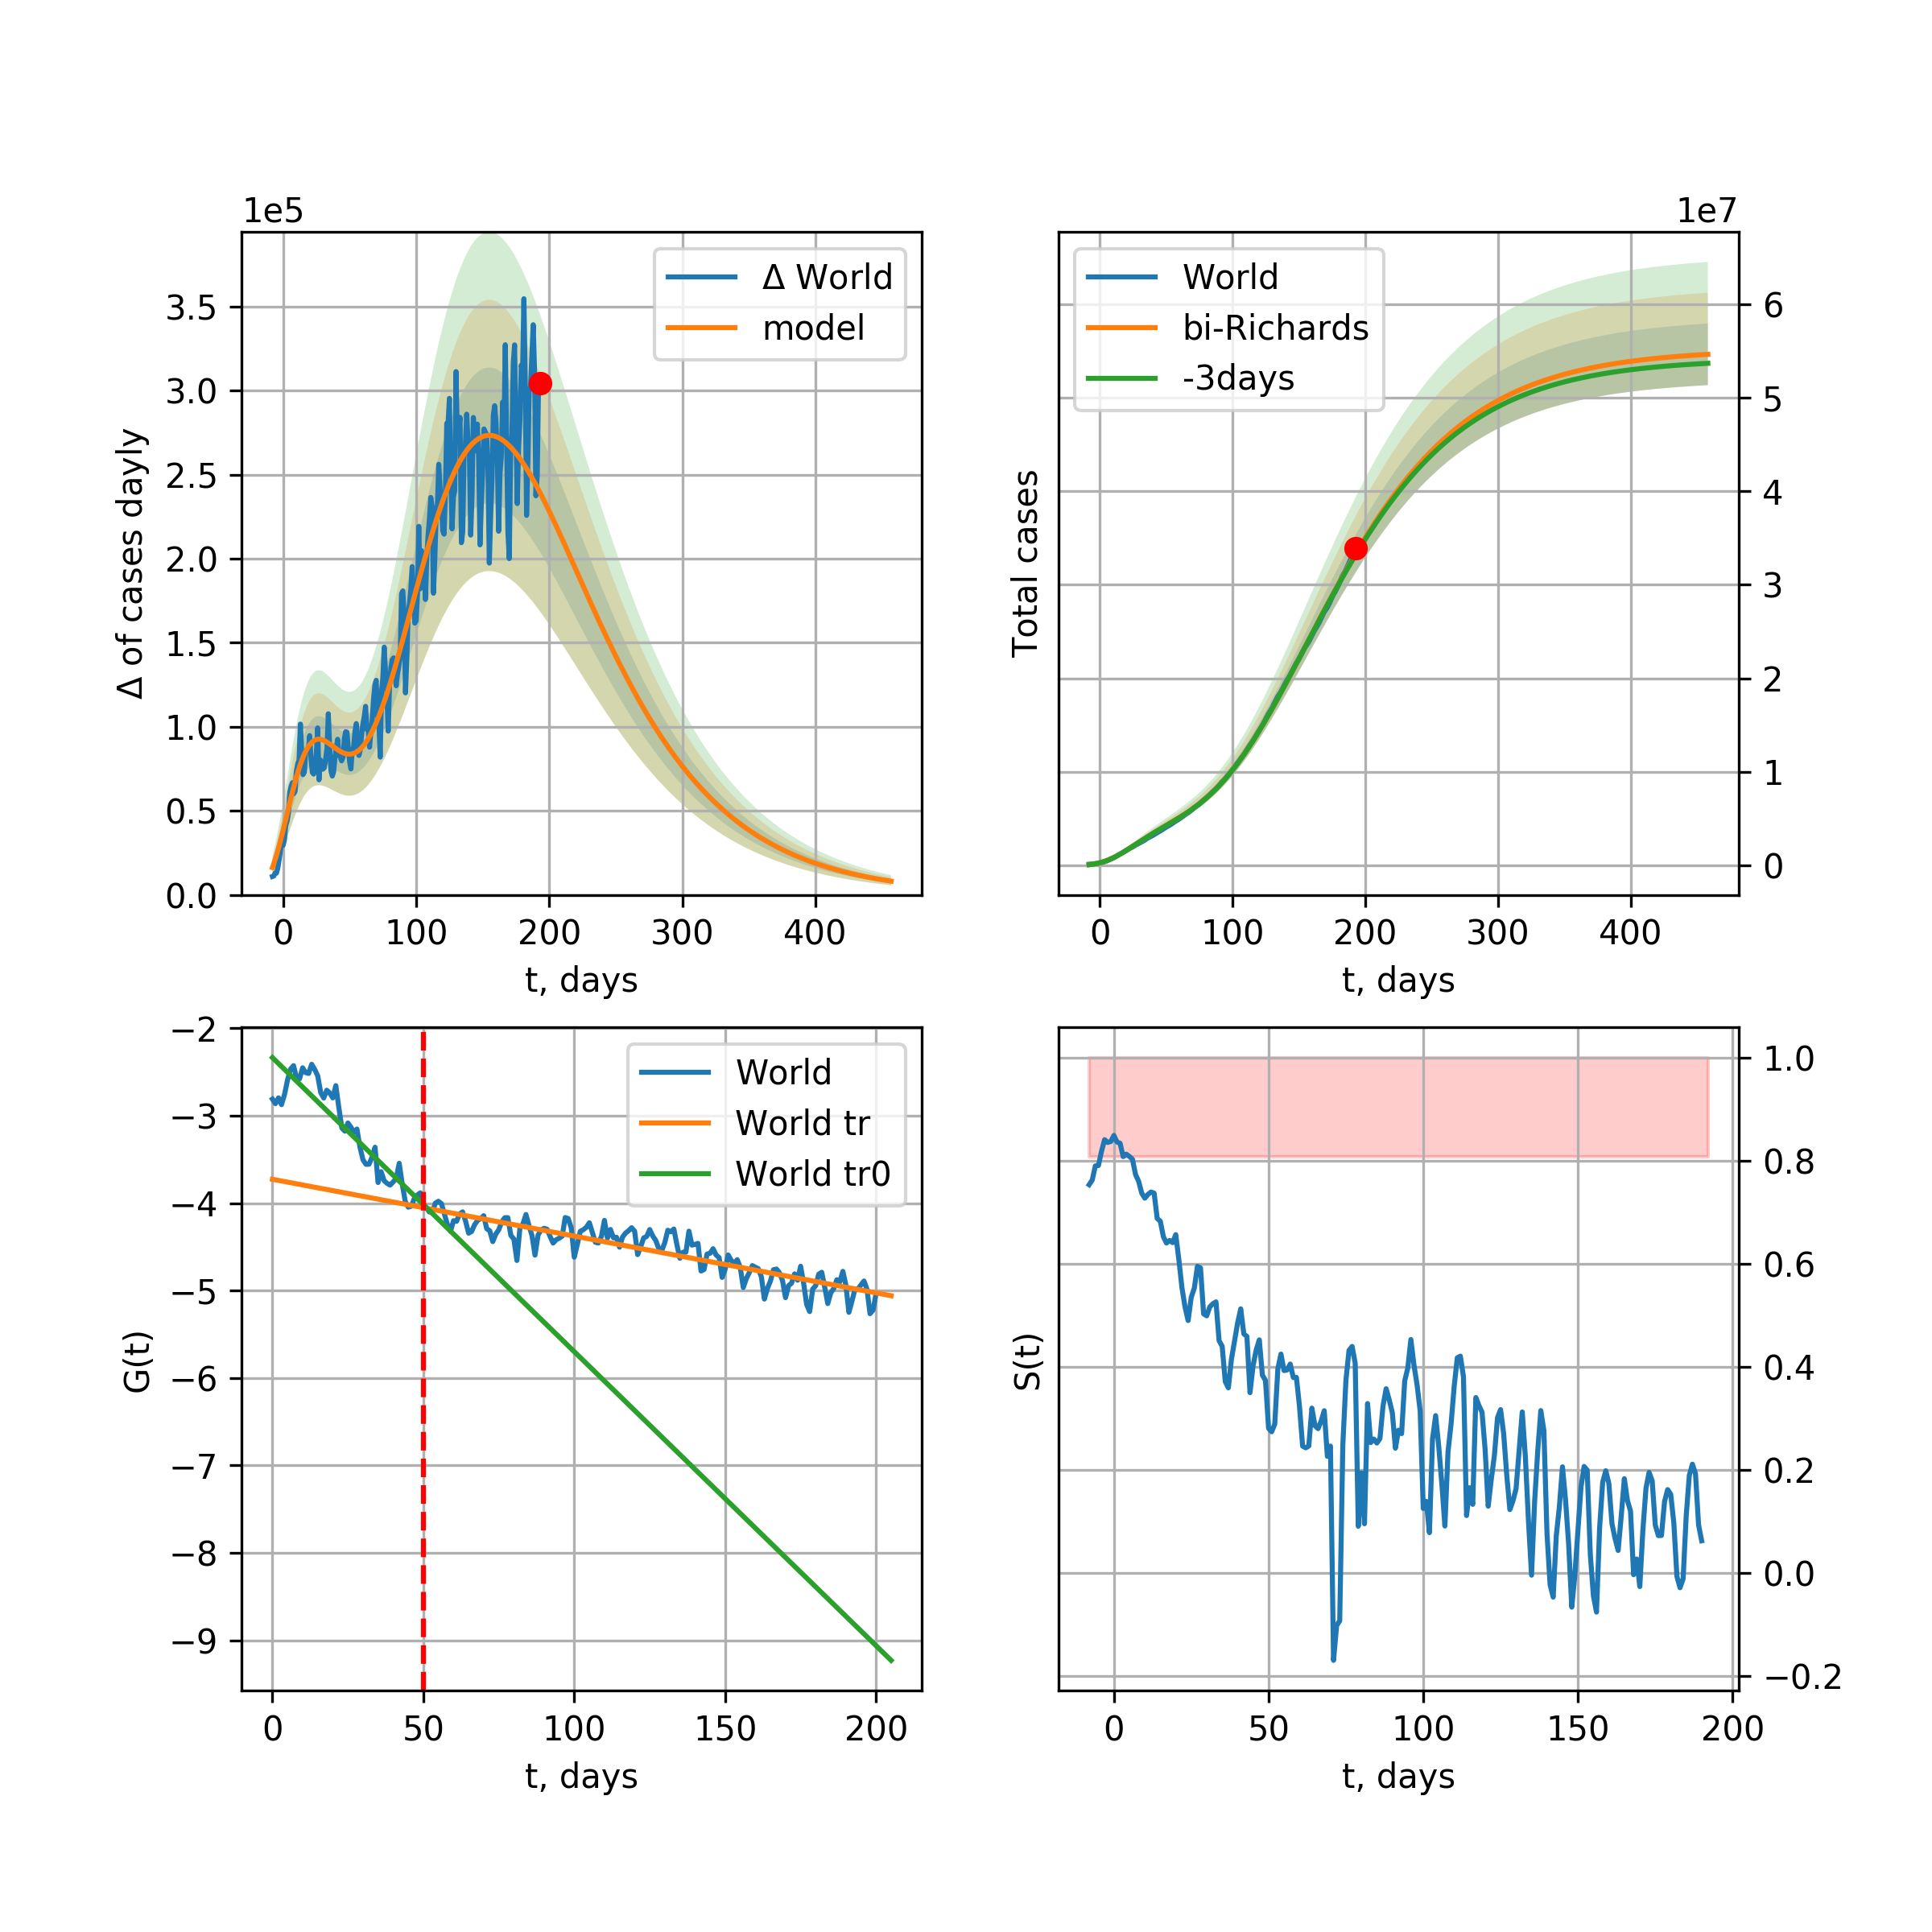 1e5
Δ World
model
3.5
3.0
2.5
2.0
1.5
1.0
0.5
0.0
Δ of cases dayly
0 100 200 300 400
t, days
1e7
World
bi-Richards
-3days
6
5
4
3
2
1
0
Total cases
0 100 200 300 400
t, days
World
World tr
World tr0
−2
−3
−4
−5
−6
−7
−8
−9
G(t)
0 50 100 150 200
t, days
1.0
0.8
0.6
0.4
0.2
0.0
−0.2
S(t)
0 50 100 150 200
t, days